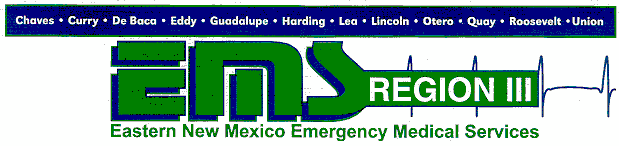 Chaves • Curry • De Baca • Eddy • Guadalupe • Harding • Lea • Lincoln • Otero • Quay • Roosevelt •Union
EMS REGION III
Eastern New Mexico Emergency Medical Services